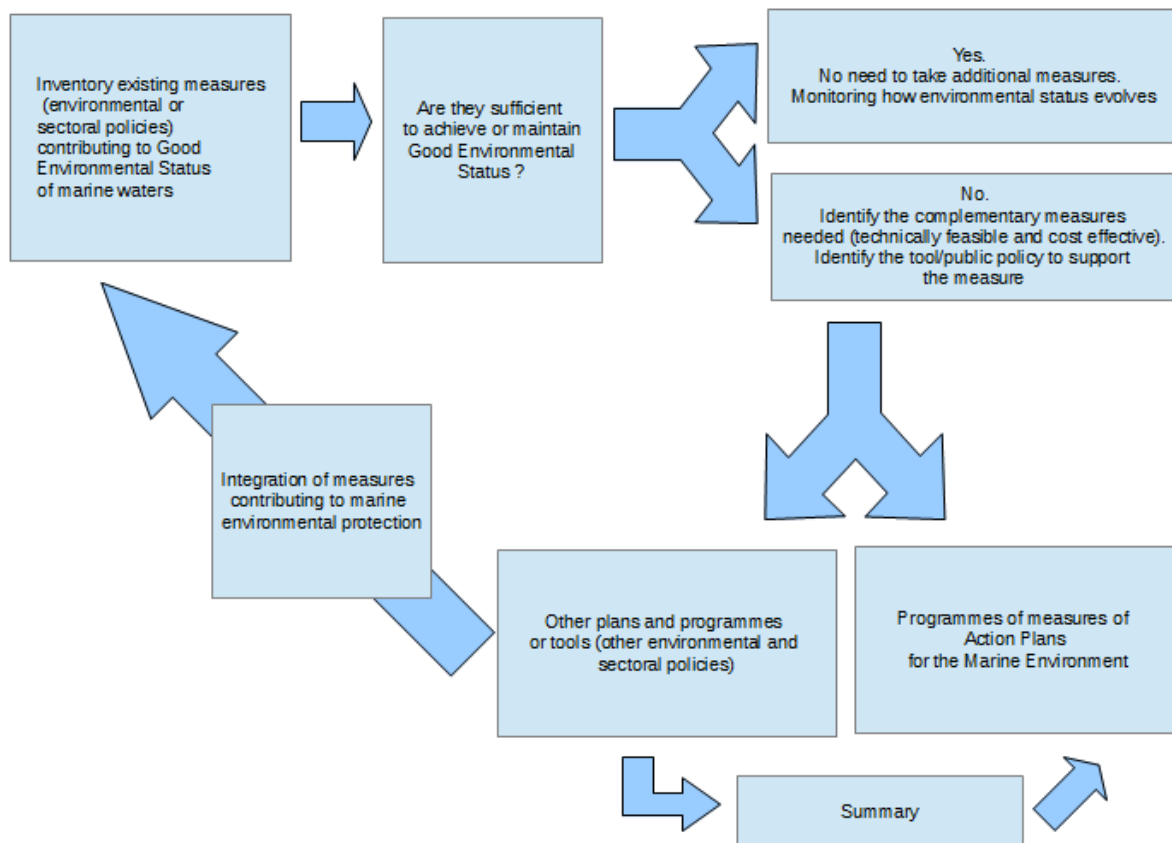 Inventory existing measures
(environmental or
sectoral policies)
contributing to Good
Environmental Status
of marine waters
Are they sufficient
to achieve or maintain
Good Environmental
Status ?
Yes.
No need to take additional measures.
Monitoring how environmental status evolves
No.
Identify the complementary measures
needed (technically feasible and cost effective).
Identify the tool/public policy to support
the measure
Integration of measures
contributing to marine
environmental protection
Other plans and programmes
or tools (other environmental and
sectoral policies)
Programmes of measures of
Action Plans
for the Marine Environment
Summary